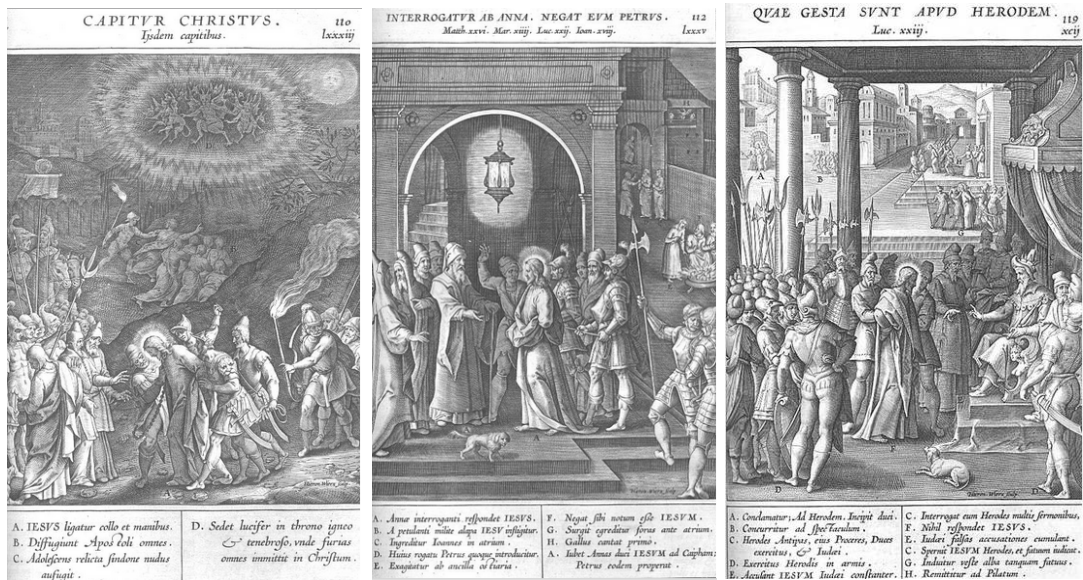 CAPITVR CHRISTVS. 110
Ijsdem capitibus. lxxxiij
A. IESVS ligatur collo et manibus.
B. Diffugiunt Apostoli omnes.
C. Adolescens relicta sindone nudus
aufugit.
D. Sedet lucifer in throno igneo
& tenebroso, vnde furias
omnes immittit in Christum.
INTERROGATVR AB ANNA. NEGAT EVM PETRVS. 112
Matth. xxvi. Mar. xiiij. Luc. xxij. Ioan. xviij. lxxxv
A. Annæ interroganti respondet IESVS.
B. A petulanti milite alapa IESV infligitur.
C. Ingreditur Ioannes in atrium.
D. Huius rogatu Petrus quoque introducitur.
E. Exagitatur ab ancilla ostiaria.
F. Negat sibi notum esse IESVM.
G. Surgit egreditur foras ante atrium.
H. Gallus cantat primò.
A. Iubet Annas duci IESVM ad Caipham;
Petrus eodem properat.
QVAE GESTA SVNT APVD HERODEM. 119
Luc. xxiij. xcij
A. Conclamatur; Ad Herodem. Incipit duci.
B. Concurritur ad spectaculum.
C. Herodes Antipas, eius Proceres, Duces
exercitus, & Iudæi.
D. Exercitus Herodis in armis.
E. Accusant IESVM Iudæi constanter.
C. Interrogat eum Herodes multis sermonibus,
F. Nihil respondet IESVS.
E. Iudæi falsas accusationes cumulant.
C. Spernit IESVM Herodes, et fatuum iudicat.
G. Induitur veste alba tanquam fatuus.
H. Remittitur ad Pilatum.